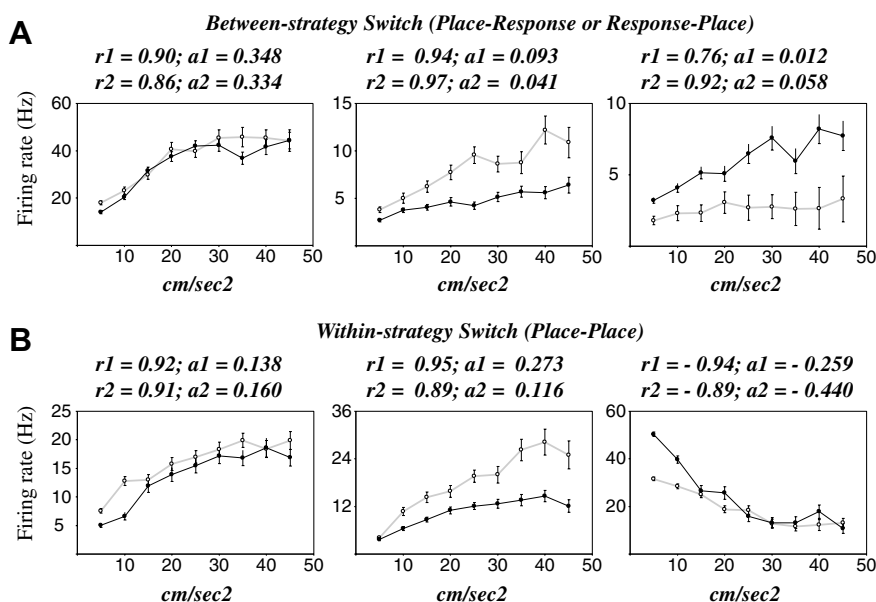 A
Between-strategy Switch (Place-Response or Response-Place)
r1 = 0.90; a1 = 0.348
r2 = 0.86; a2 = 0.334
r1 = 0.94; a1 = 0.093
r2 = 0.97; a2 = 0.041
r1 = 0.76; a1 = 0.012
r2 = 0.92; a2 = 0.058
Firing rate (Hz)
60
40
20
15
10
5
10
5
10 20 30 40 50
10 20 30 40 50
10 20 30 40 50
cm/sec2
cm/sec2
cm/sec2
B
Within-strategy Switch (Place-Place)
r1 = 0.92; a1 = 0.138
r2 = 0.91; a2 = 0.160
r1 = 0.95; a1 = 0.273
r2 = 0.89; a2 = 0.116
r1 = - 0.94; a1 = - 0.259
r2 = - 0.89; a2 = - 0.440
Firing rate (Hz)
25
20
15
10
5
36
24
12
60
40
20
10 20 30 40 50
10 20 30 40 50
10 20 30 40 50
cm/sec2
cm/sec2
cm/sec2